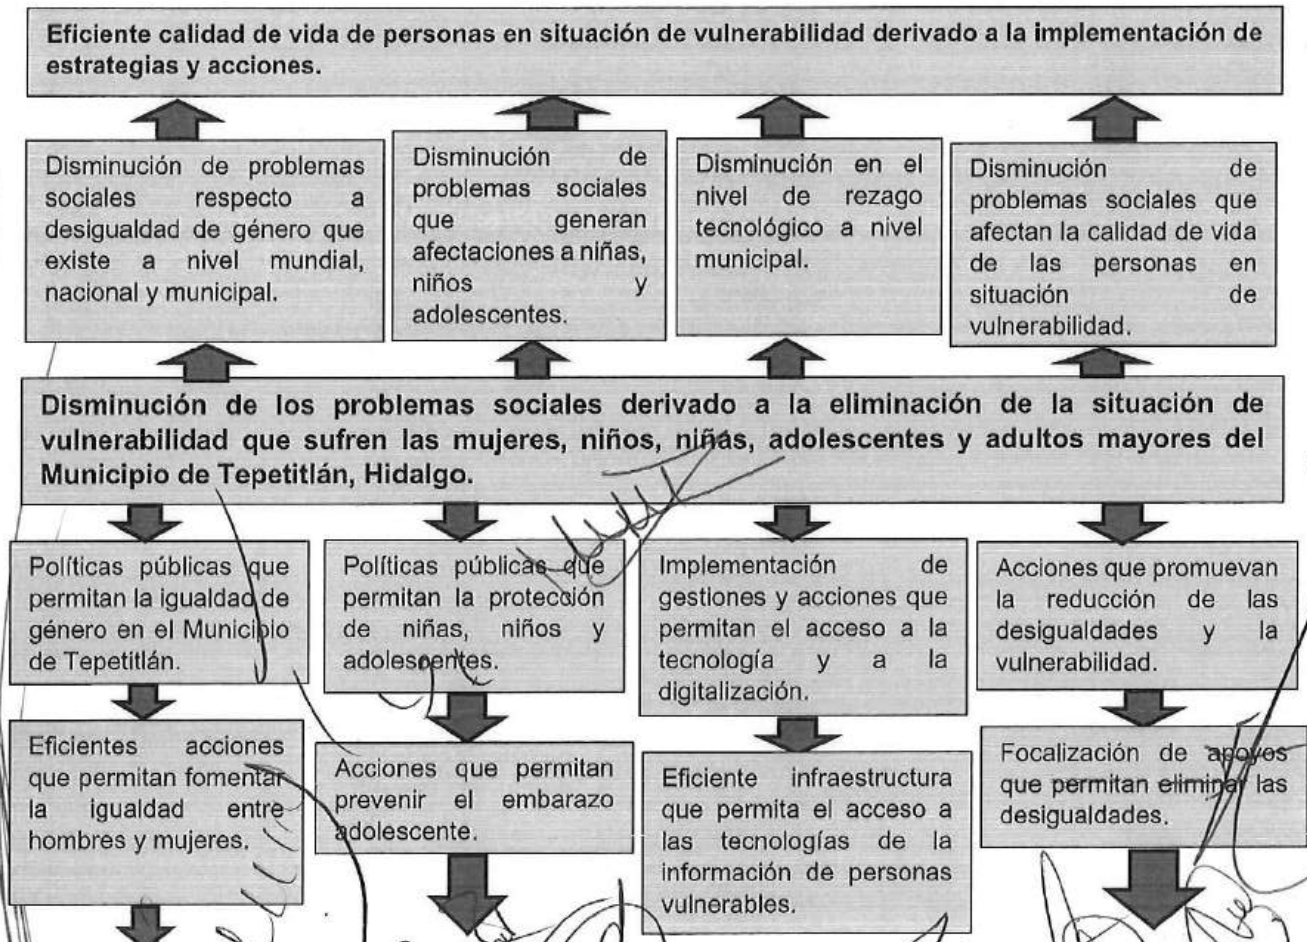 Eficiente calidad de vida de personas en situación de vulnerabilidad derivado a la implementación de
estrategias y acciones.
Disminución de problemas
sociales respecto a
desigualdad de género que
existe a nivel mundial,
nacional y municipal.
Disminución de
problemas sociales
que generan
afectaciones a niñas,
niños y
adolescentes.
Disminución en el
nivel de rezago
tecnológico a nivel
municipal.
Disminución de
problemas sociales que
afectan la calidad de vida
de las personas en
situación de
vulnerabilidad.
Disminución de los problemas sociales derivado a la eliminación de la situación de
vulnerabilidad que sufren las mujeres, niños, niñas, adolescentes y adultos mayores del
Municipio de Tepetitlán, Hidalgo.
Políticas públicas que
permitan la igualdad de
género en el Municipio
de Tepetitlán.
Políticas públicas que
permitan la protección
de niñas, niños y
adolescentes.
Implementación de
gestiones y acciones que
permitan el acceso a la
tecnología y a la
digitalización.
Acciones que promuevan
la reducción de las
desigualdades y la
vulnerabilidad.
Eficientes acciones
que permitan fomentar
la igualdad entre
hombres y mujeres.
Acciones que permitan
prevenir el embarazo
adolescente.
Eficiente infraestructura
que permita el acceso a
las tecnologías de la
información de personas
vulnerables.
Focalización de apoyos
que permitan eliminar las
desigualdades.